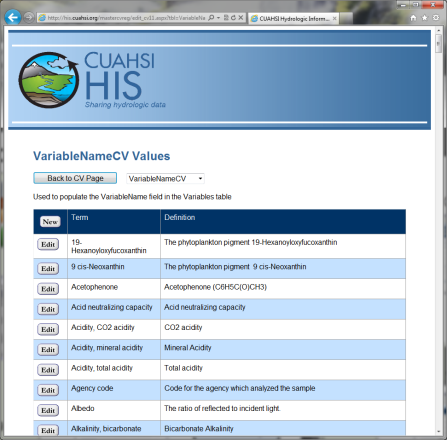 http://his.cuahsi.org/mastercvreg/edit_cv11.aspx?tbl=VariableNa
CUAHSI Hydrologic Inform...
CUAHSI
HIS
Sharing hydrologic data
VariableNameCV Values
Back to CV Page
VariableNameCV
Used to populate the VariableName field in the Variables table
New Term Definition
Edit 19-
Hexanoyloxyfucoxanthin The phytoplankton pigment 19-Hexanoyloxyfucoxanthin
Edit 9 cis-Neoxanthin The phytoplankton pigment 9 cis-Neoxanthin
Edit Acetophenone Acetophenone (C6H5C(O)CH3)
Edit Acid neutralizing capacity Acid neutralizing capacity
Edit Acidity, CO2 acidity CO2 acidity
Edit Acidity, mineral acidity Mineral Acidity
Edit Acidity, total acidity Total acidity
Edit Agency code Code for the agency which analyzed the sample
Edit Albedo The ratio of reflected to incident light.
Edit Alkalinity, bicarbonate Bicarbonate Alkalinity